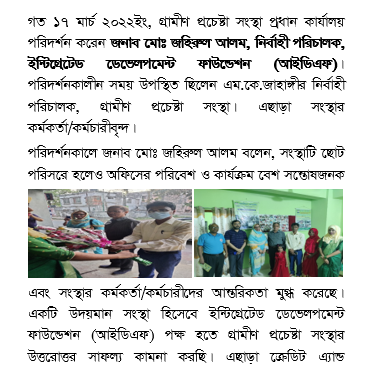 গত ১৭ মার্চ ২০২২ইং, গ্রামীণ প্রচেষ্টা সংস্থা প্রধান কার্যালয়
পরিদর্শন করেন জনাব মোঃ জহিরুল আলম, নির্বাহী পরিচালক,
ইন্টিগ্রেটেড ডেভেলপমেন্ট ফাউন্ডেশন (আইডিএফ)।
পরিদর্শনকালীন সময় উপস্থিত ছিলেন এম.কে.জাহাঙ্গীর নির্বাহী
পরিচালক, গ্রামীণ প্রচেষ্টা সংস্থা। এছাড়া সংস্থার
কর্মকর্তা/কর্মচারীবৃন্দ।
পরিদর্শনকালে জনাব মোঃ জহিরুল আলম বলেন, সংস্থাটি ছোট
পরিসরে হলেও অফিসের পরিবেশ ও কার্যক্রম বেশ সন্তোষজনক
এবং সংস্থার কর্মকর্তা/কর্মচারীদের আন্তরিকতা মুগ্ধ করেছে।
একটি উদয়মান সংস্থা হিসেবে ইন্টিগ্রেটেড ডেভেলপমেন্ট
ফাউন্ডেশন (আইডিএফ) পক্ষ হতে গ্রামীণ প্রচেষ্টা সংস্থার
উত্তরোত্তর সাফল্য কামনা করছি। এছাড়া ক্রেডিট এ্যান্ড